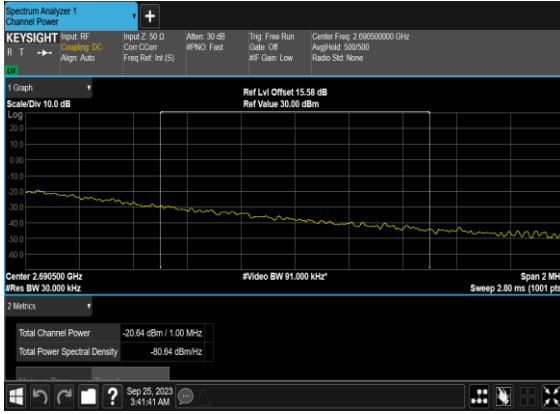 Spectrum Analyzer 1
Channel Power
+
KEYSIGHT Input: RF Input Z: 50 Ω Atten: 30 dB Trig: Free Run Center Freq: 2.690500000 GHz
R T Coupling: DC Corr CCorr #PNO: Fast Gate: Off Avg|Hold: 500/500
Align: Auto Freq Ref: Int (S) #IF Gain: Low Radio Std: None
1 Graph
Ref Lvl Offset 15.58 dB
Scale/Div 10.0 dB Ref Value 30.00 dBm
Log
20.0
10.0
0.00
-10.0
-20.0
-30.0
-40.0
-50.0
-60.0
Center 2.690500 GHz #Video BW 91.000 kHz* Span 2 MH
#Res BW 30.000 kHz Sweep 2.80 ms (1001 pts
2 Metrics
Total Channel Power -20.64 dBm / 1.00 MHz
Total Power Spectral Density -80.64 dBm/Hz
?
Sep 25, 2023
3:41:41 AM